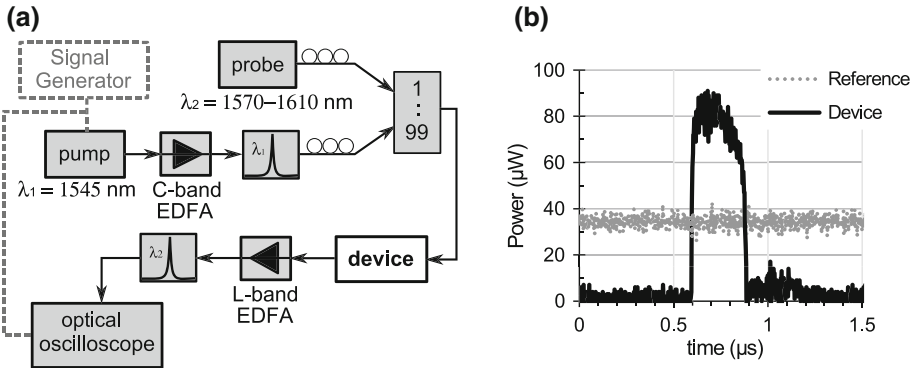 (a)
Signal
Generator
probe
λ₂ = 1570–1610 nm
1
:
99
pump
λ₁
λ₁ = 1545 nm
C-band
EDFA
λ₂
device
L-band
EDFA
optical
oscilloscope
(b)
Reference
Device
Power (μW)
100
80
60
40
20
0
0
0.5
1
1.5
time (μs)